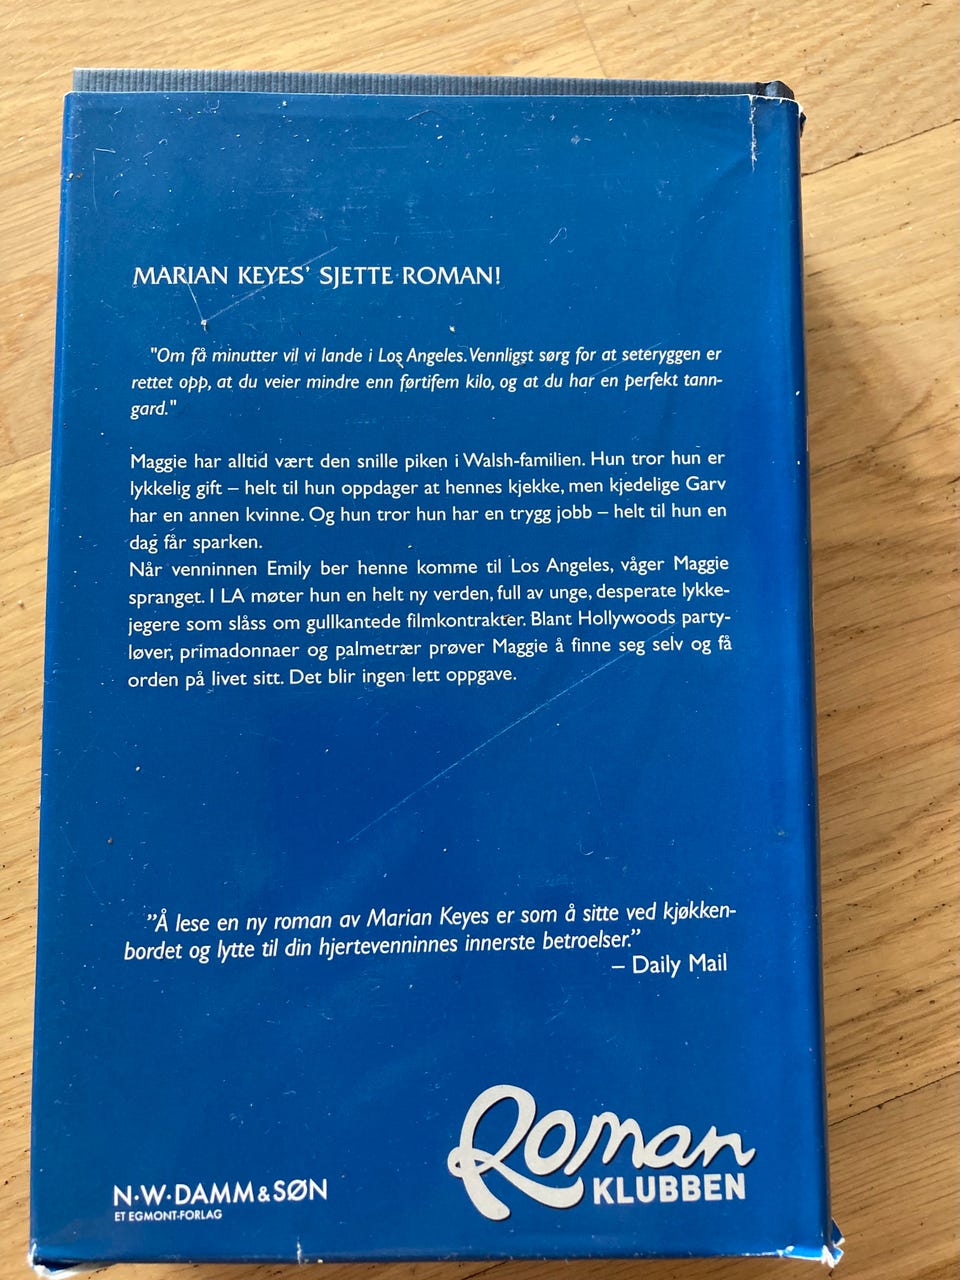 MARIAN KEYES' SJETTE ROMAN!
"Om få minutter vil vi lande i Los Angeles. Vennligst sørg for at seteryggen er
rettet opp, at du veier mindre enn førtifem kilo, og at du har en perfekt tann-
gard."
Maggie har alltid vært den snille piken i Walsh-familien. Hun tror hun er
lykkelig gift – helt til hun oppdager at hennes kjekke, men kjedelige Garv
har en annen kvinne. Og hun tror hun har en trygg jobb – helt til hun en
dag får sparken.
Når venninnen Emily ber henne komme til Los Angeles, våger Maggie
spranget. I LA møter hun en helt ny verden, full av unge, desperate lykke-
jegere som slåss om gullkantede filmkontrakter. Blant Hollywoods party-
løver, primadonnaer og palmetrær prøver Maggie å finne seg selv og få
orden på livet sitt. Det blir ingen lett oppgave.
”Å lese en ny roman av Marian Keyes er som å sitte ved kjøkken-
bordet og lytte til din hjertevenninnes innerste betroelser.”
– Daily Mail
Roman
KLUBBEN
N·W·DAMM & SØN
ET EGMONT-FORLAG